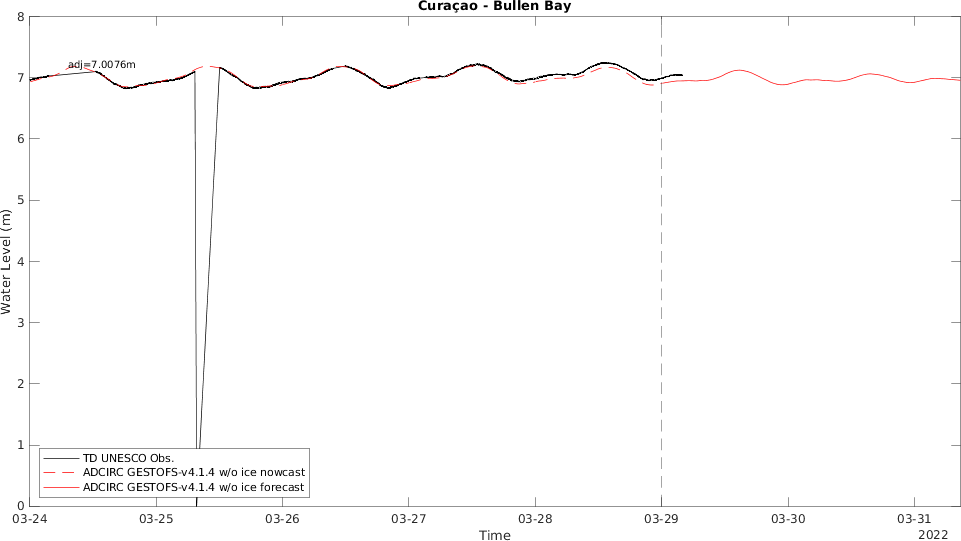 Curaçao - Bullen Bay
8
7
6
5
4
3
2
1
0
Water Level (m)
adj=7.0076m
TD UNESCO Obs.
ADCIRC GESTOFS-v4.1.4 w/o ice nowcast
ADCIRC GESTOFS-v4.1.4 w/o ice forecast
03-24 03-25 03-26 03-27 03-28 03-29 03-30 03-31
Time
2022